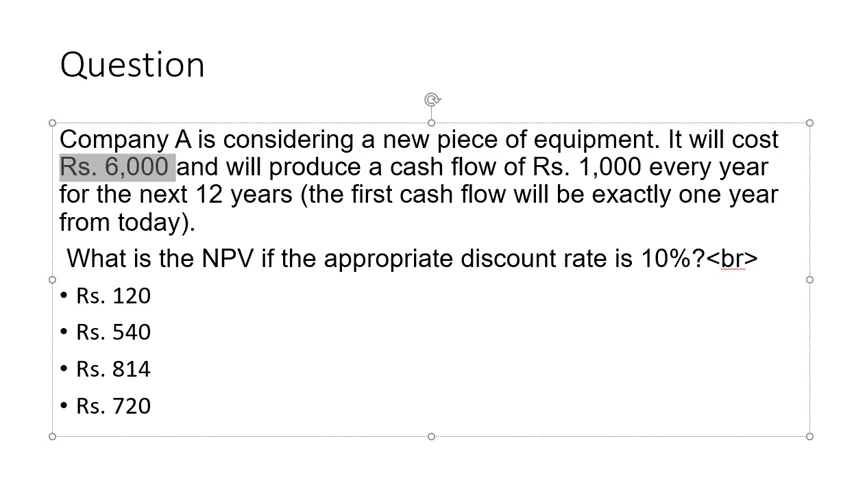 Question
Company A is considering a new piece of equipment. It will cost
Rs. 6,000 and will produce a cash flow of Rs. 1,000 every year
for the next 12 years (the first cash flow will be exactly one year
from today).
What is the NPV if the appropriate discount rate is 10%?<br>
• Rs. 120
• Rs. 540
• Rs. 814
• Rs. 720